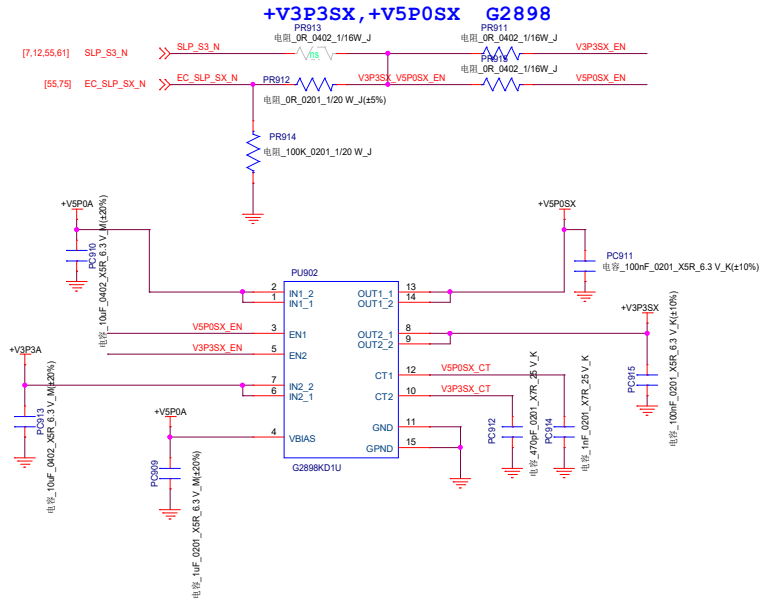 +V3P3SX,+V5P0SX G2898
PR913
电阻_0R_0402_1/16W_J
PR911
电阻_0R_0402_1/16W_J
[7,12,55,61] SLP_S3_N
SLP_S3_N
ns
V3P3SX_EN
PR915
电阻_0R_0402_1/16W_J
[55,75] EC_SLP_SX_N
EC_SLP_SX_N
PR912
V3P3SX_V5P0SX_EN
V5P0SX_EN
电阻_0R_0201_1/20 W_J(±5%)
PR914
电阻_100K_0201_1/20 W_J
+V5P0A
PC910
电容_10uF_0402_X5R_6.3 V_M(±20%)
+V5P0SX
PC911
电容_100nF_0201_X5R_6.3 V_K(±10%)
PU902
2 IN1_2
1 IN1_1
OUT1_1 13
OUT1_2 14
V5P0SX_EN 3 EN1
V3P3SX_EN 5 EN2
OUT2_1 8
OUT2_2 9
+V3P3SX
PC915
电容_100nF_0201_X5R_6.3 V_K(±10%)
+V3P3A
PC913
电容_10uF_0402_X5R_6.3 V_M(±20%)
7 IN2_2
6 IN2_1
CT1 12 V5P0SX_CT
CT2 10 V3P3SX_CT
PC912
电容_470pF_0201_X7R_25 V_K
PC914
电容_1nF_0201_X7R_25 V_K
+V5P0A
4 VBIAS
GND 11
GPND 15
G2898KD1U
PC909
电容_1uF_0201_X5R_6.3 V_M(±20%)